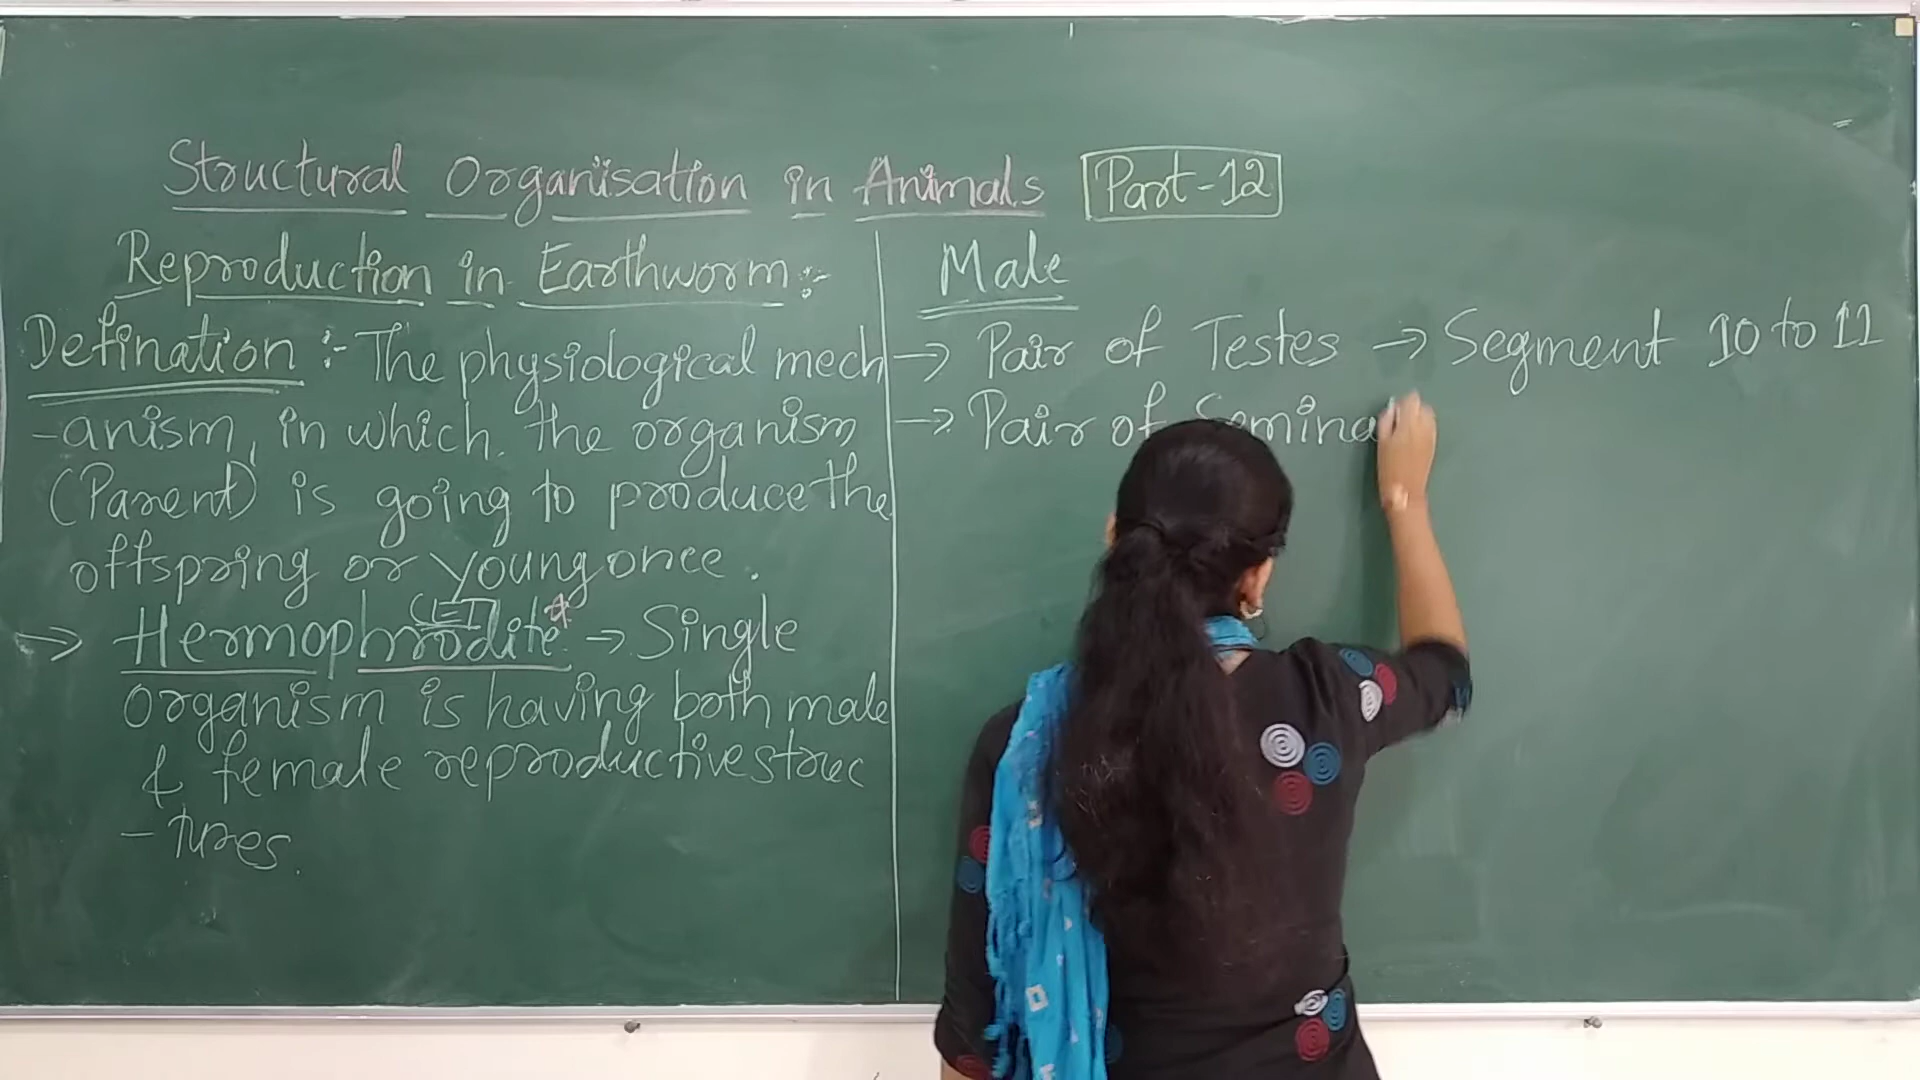 Structural Organisation in Animals Part-12
Reproduction in Earthworm:-
Defination :- The physiological mech
-anism, in which the organism
(Parent) is going to produce the
offspring or young once.
(CET)
→ Hermophrodite* → Single
organism is having both male
& female reproductive struc
- tures.
Male
→ Pair of Testes → Segment 10 to 11
→ Pair of Semina